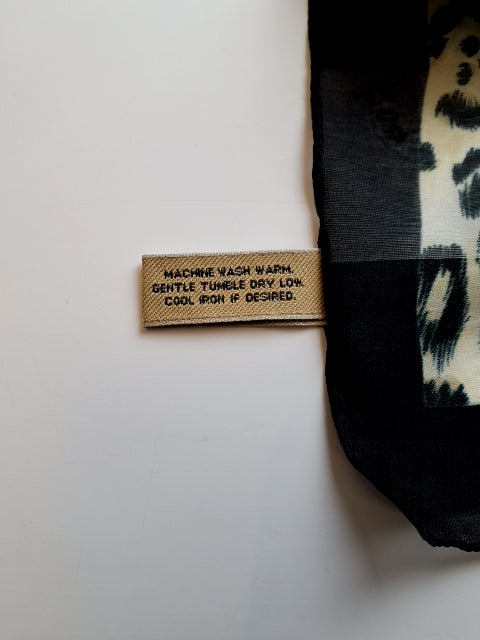 MACHINE WASH WARM.
GENTLE TUMBLE DRY LOW.
COOL IRON IF DESIRED.